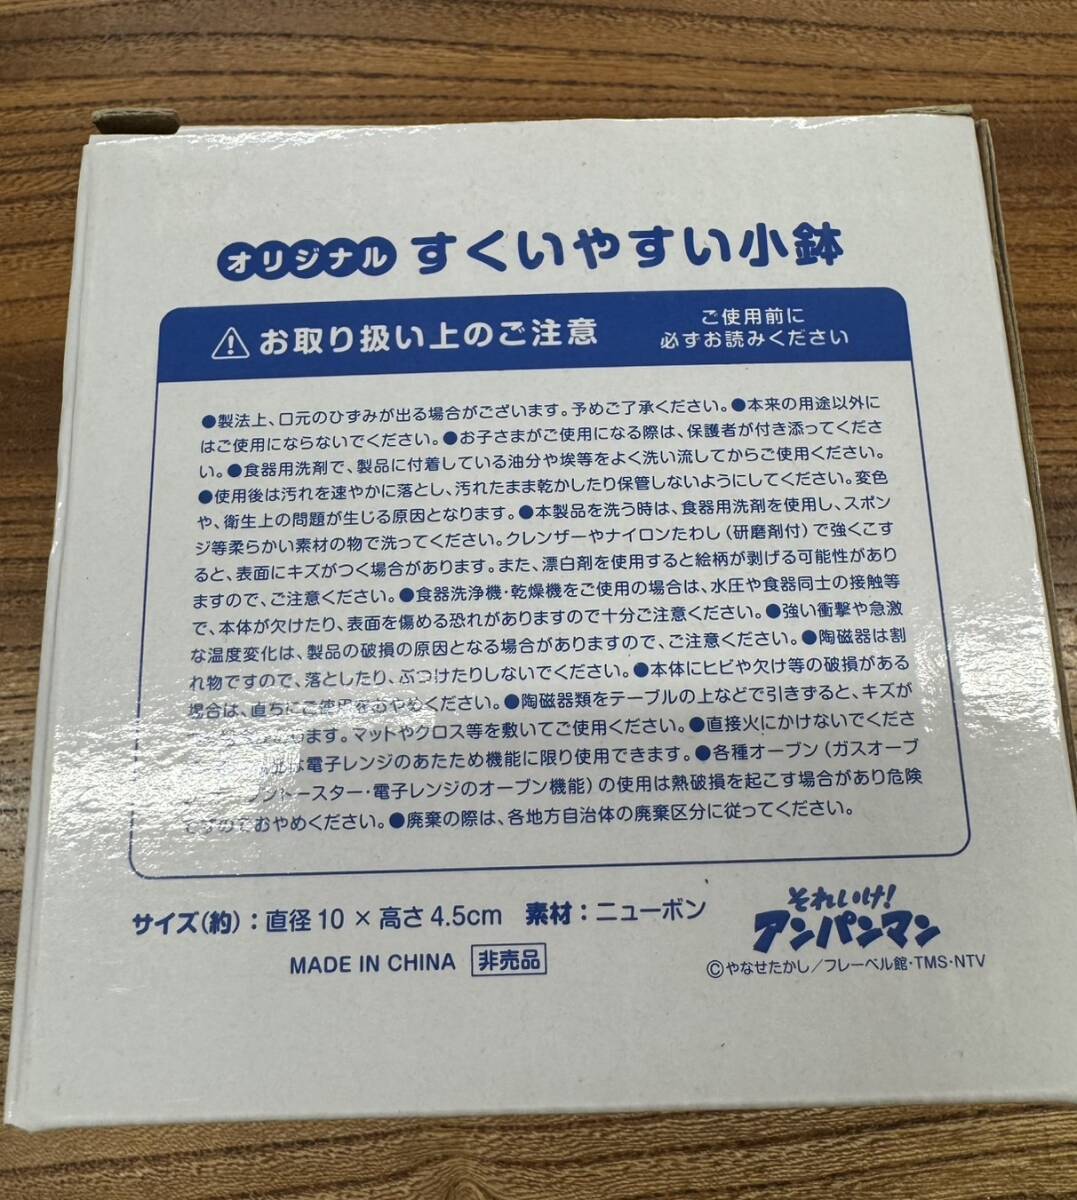 オリジナル すくいやすい小鉢
お取り扱い上のご注意
ご使用前に
必ずお読みください
●製法上、口元のひずみが出る場合がございます。予めご了承ください。●本来の用途以外に
はご使用にならないでください。●お子さまがご使用になる際は、保護者が付き添ってくださ
い。●食器用洗剤で、製品に付着している油分や埃等をよく洗い流してからご使用ください。
●使用後は汚れを速やかに落とし、汚れたまま乾かしたり保管しないようにしてください。変色
や、衛生上の問題が生じる原因となります。●本製品を洗う時は、食器用洗剤を使用し、スポン
ジ等柔らかい素材の物で洗ってください。クレンザーやナイロンたわし(研磨剤付)で強くこす
ると、表面にキズがつく場合があります。また、漂白剤を使用すると絵柄が剥げる可能性があり
ますので、ご注意ください。●食器洗浄機・乾燥機をご使用の場合は、水圧や食器同士の接触等
で、本体が欠けたり、表面を傷める恐れがありますので十分ご注意ください。●強い衝撃や急激
な温度変化は、製品の破損の原因となる場合がありますので、ご注意ください。●陶磁器は割
れ物ですので、落としたり、ぶつけたりしないでください。●本体にヒビや欠け等の破損がある
場合は、直ちにご使用をおやめください。●陶磁器類をテーブルの上などで引きずると、キズが
ります。マットやクロス等を敷いてご使用ください。●直接火にかけないでくださ
は電子レンジのあたため機能に限り使用できます。●各種オーブン(ガスオーブ
トースター・電子レンジのオーブン機能)の使用は熱破損を起こす場合があり危険
ですのでおやめください。●廃棄の際は、各地方自治体の廃棄区分に従ってください。
サイズ(約):直径10×高さ4.5cm 素材:ニューボン
MADE IN CHINA 非売品
それいけ!
アンパンマン
©やなせたかし/フレーベル館・TMS・NTV